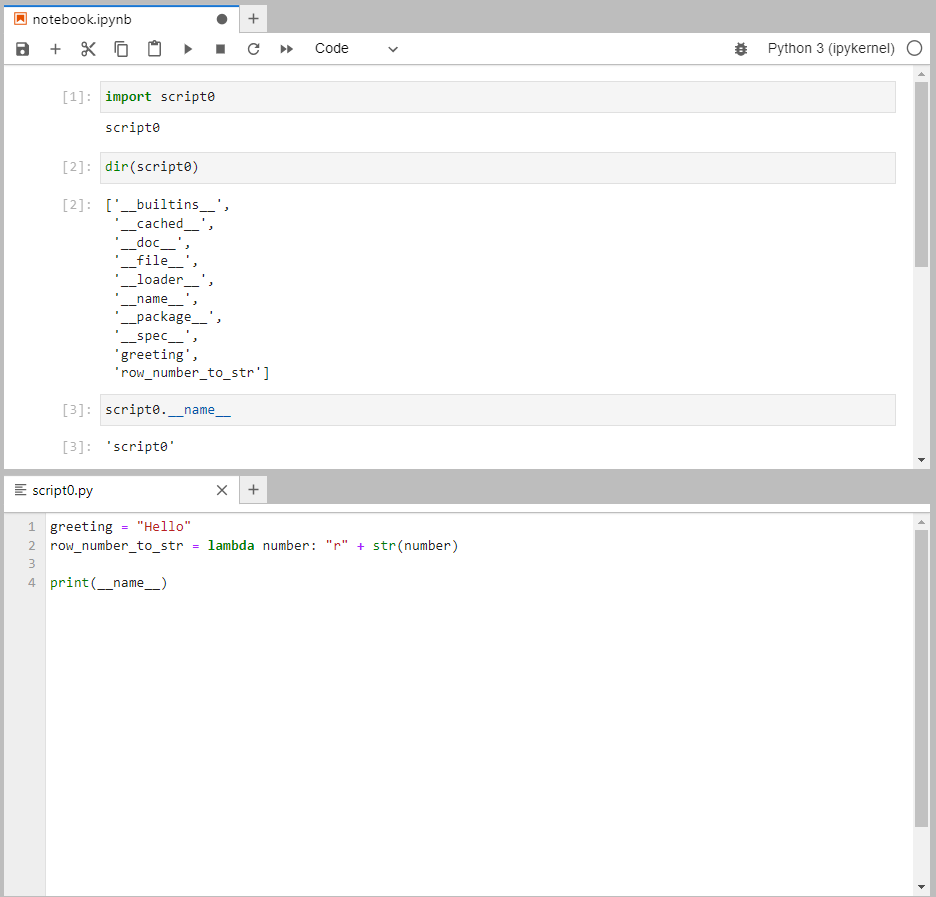 notebook.ipynb
Code
Python 3 (ipykernel)
[1]: import script0
script0
[2]: dir(script0)
[2]: ['__builtins__',
'__cached__',
'__doc__',
'__file__',
'__loader__',
'__name__',
'__package__',
'__spec__',
'greeting',
'row_number_to_str']
[3]: script0.__name__
[3]: 'script0'
script0.py
1 greeting = "Hello"
2 row_number_to_str = lambda number: "r" + str(number)
3
4 print(__name__)